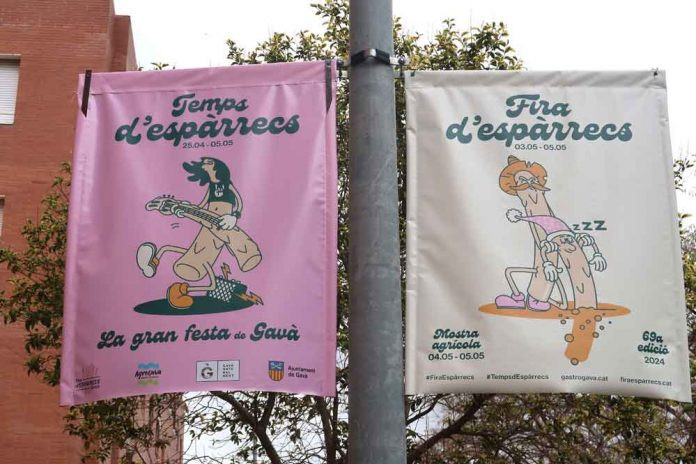 Temps
d'espàrrecs
25.04 - 05.05
La gran festa de Gavà
Ajuntament
de Gavà
Fira
d'espàrrecs
03.05 - 05.05
zzz
Mostra
agrícola
04.05 - 05.05
69a
edició
2024
#FiraEspàrrecs #TempsdEspàrrecs gastrogava.cat firaesparrecs.cat